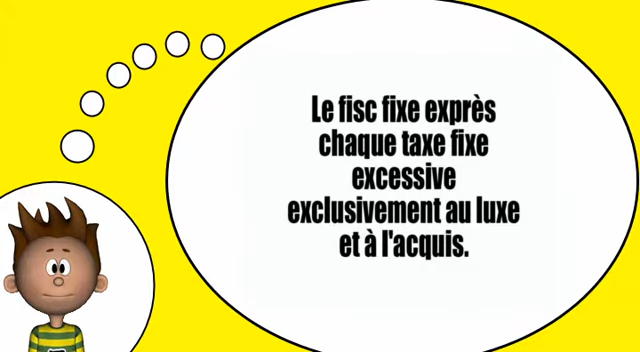 Le fisc fixe exprès
chaque taxe fixe
excessive
exclusivement au luxe
et à l'acquis.